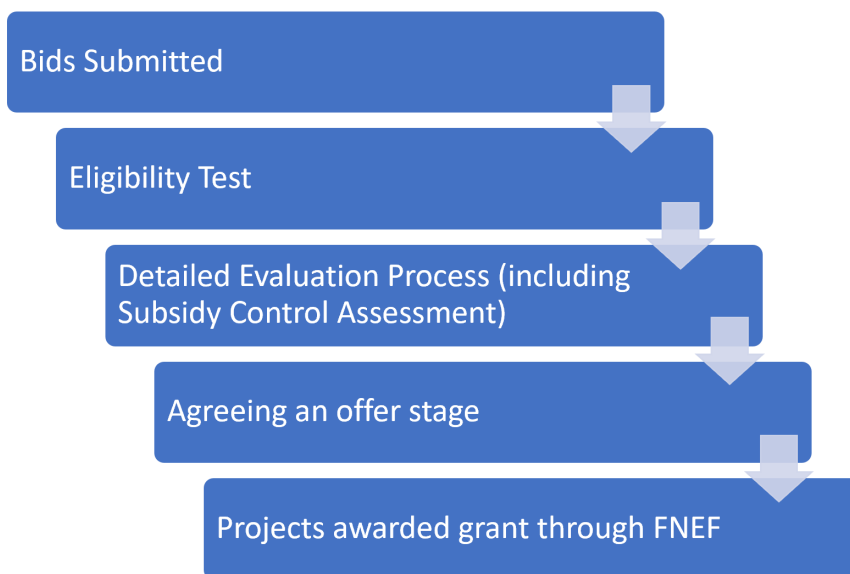 Bids Submitted
Eligibility Test
Detailed Evaluation Process (including
Subsidy Control Assessment)
Agreeing an offer stage
Projects awarded grant through FNEF